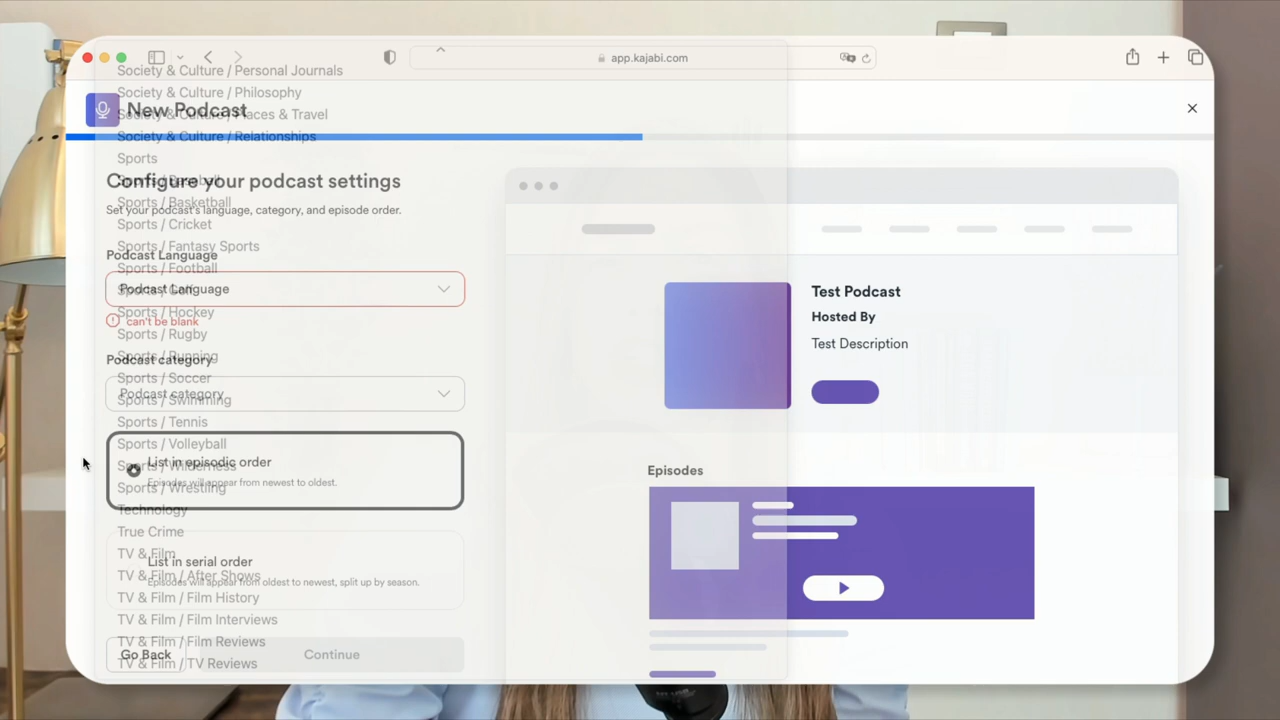 app.kajabi.com
Society & Culture / Personal Journals
Society & Culture / Philosophy
New Podcast
Society & Culture / Places & Travel
Society & Culture / Relationships
Sports
Configure your podcast settings
Sports / Baseball
Sports / Basketball
Set your podcast's language, category, and episode order.
Sports / Cricket
Sports / Fantasy Sports
Podcast Language
Sports / Football
Podcast Language
Sports / Golf
Sports / Hockey
can't be blank
Sports / Rugby
Sports / Running
Podcast category
Sports / Soccer
Podcast category
Sports / Swimming
Sports / Tennis
Sports / Volleyball
List in episodic order
Sports / Wilderness
Episodes will appear from newest to oldest.
Sports / Wrestling
Technology
True Crime
TV & Film
List in serial order
TV & Film / After Shows
Episodes will appear from oldest to newest, split up by season.
TV & Film / Film History
TV & Film / Film Interviews
TV & Film / Film Reviews
Go Back
Continue
TV & Film / TV Reviews
Test Podcast
Hosted By
Test Description
Episodes